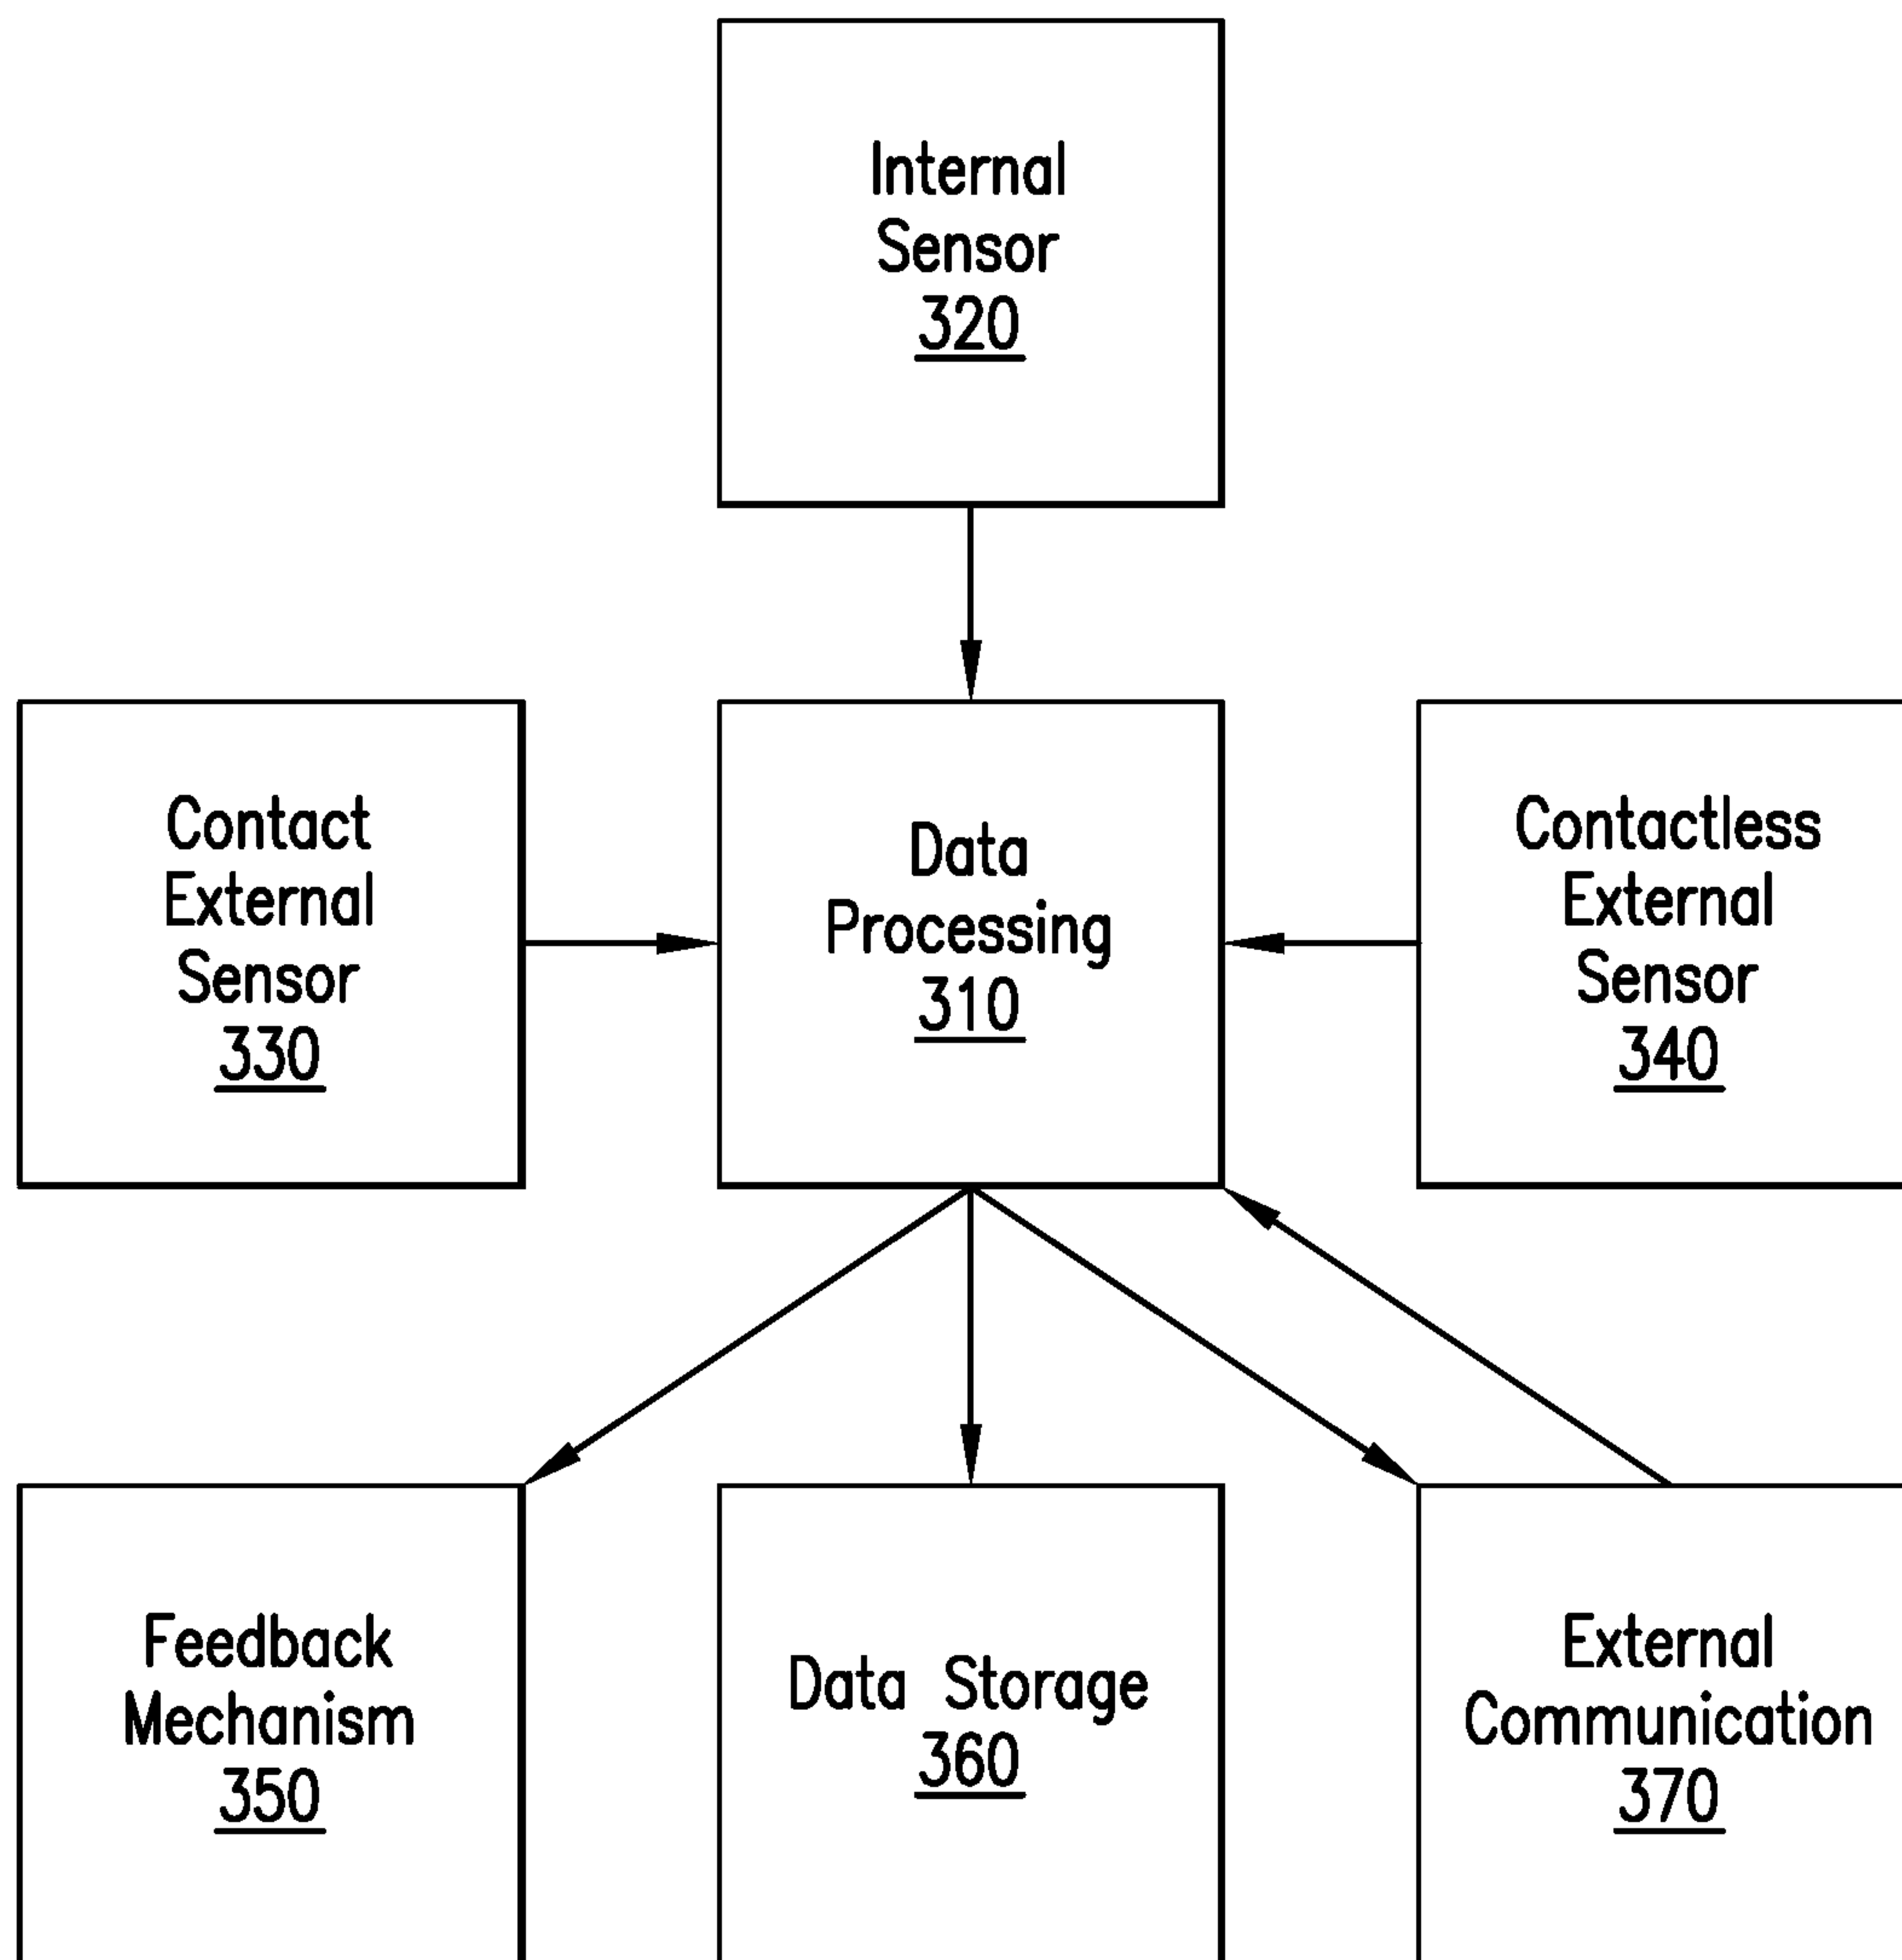 Internal
Sensor
320
Contact
External
Sensor
330
Data
Processing
310
Contactless
External
Sensor
340
Feedback
Mechanism
350
Data Storage
360
External
Communication
370